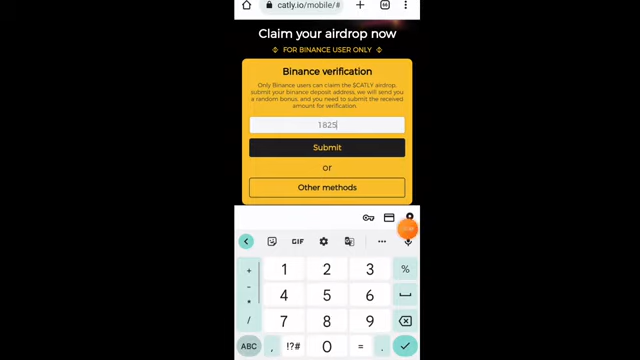 catly.io/mobile/#
66
Claim your airdrop now
FOR BINANCE USER ONLY
Binance verification
Only Binance users can claim the $CATLY airdrop,
submit your binance deposit address, we will send you
a random bonus, and you need to submit the received
amount for verification.
1825
Submit
or
Other methods
GIF
+ 1 2 3 %
- 4 5 6
* 7 8 9
/
ABC , !?# 0 = .